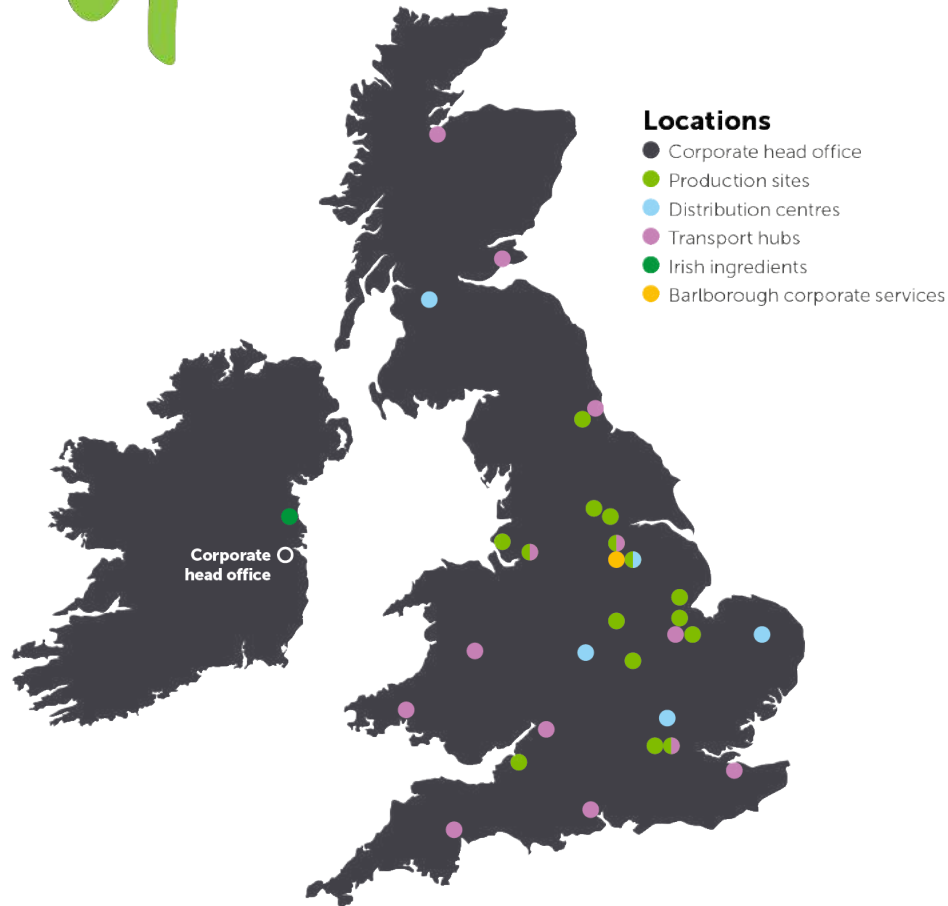 Locations
Corporate head office
Production sites
Distribution centres
Transport hubs
Irish ingredients
Barlborough corporate services
Corporate
head office